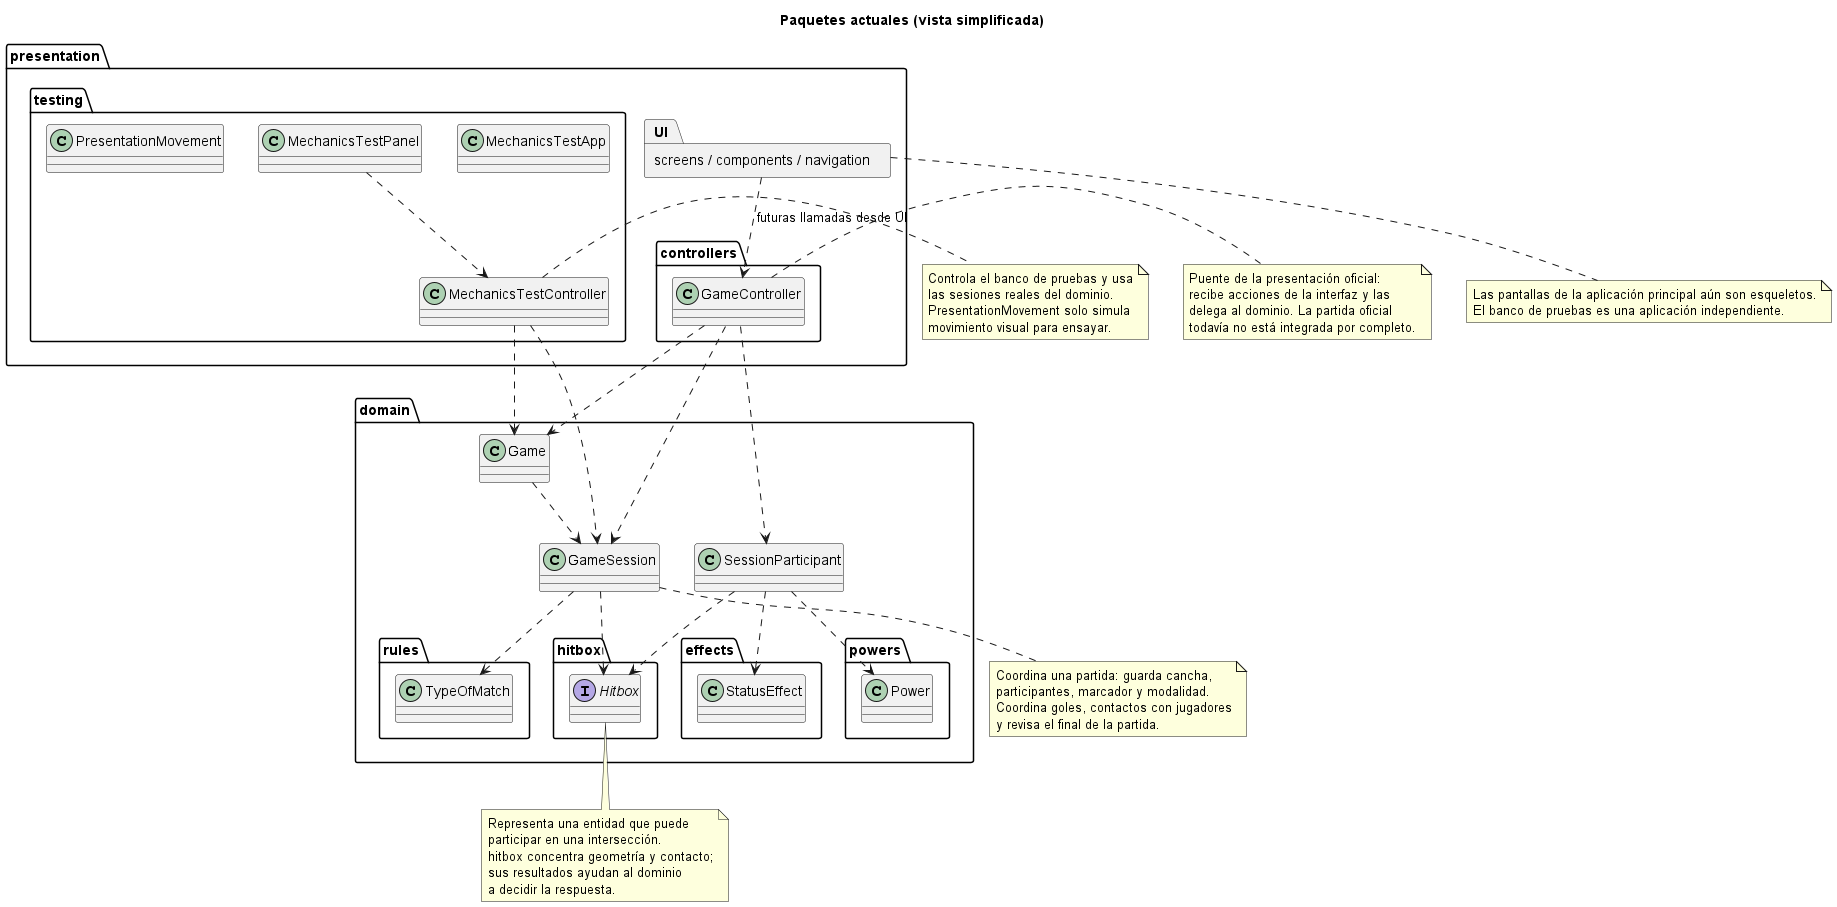 Paquetes actuales (vista simplificada)
presentation
testing
C PresentationMovement
C MechanicsTestPanel
C MechanicsTestApp
UI
screens / components / navigation
futuras llamadas desde UI
controllers
C MechanicsTestController
C GameController
Controla el banco de pruebas y usa
las sesiones reales del dominio.
PresentationMovement solo simula
movimiento visual para ensayar.
Puente de la presentación oficial:
recibe acciones de la interfaz y las
delega al dominio. La partida oficial
todavía no está integrada por completo.
Las pantallas de la aplicación principal aún son esqueletos.
El banco de pruebas es una aplicación independiente.
domain
C Game
C GameSession
C SessionParticipant
rules
C TypeOfMatch
hitbox
I Hitbox
effects
C StatusEffect
powers
C Power
Coordina una partida: guarda cancha,
participantes, marcador y modalidad.
Coordina goles, contactos con jugadores
y revisa el final de la partida.
Representa una entidad que puede
participar en una intersección.
hitbox concentra geometría y contacto;
sus resultados ayudan al dominio
a decidir la respuesta.